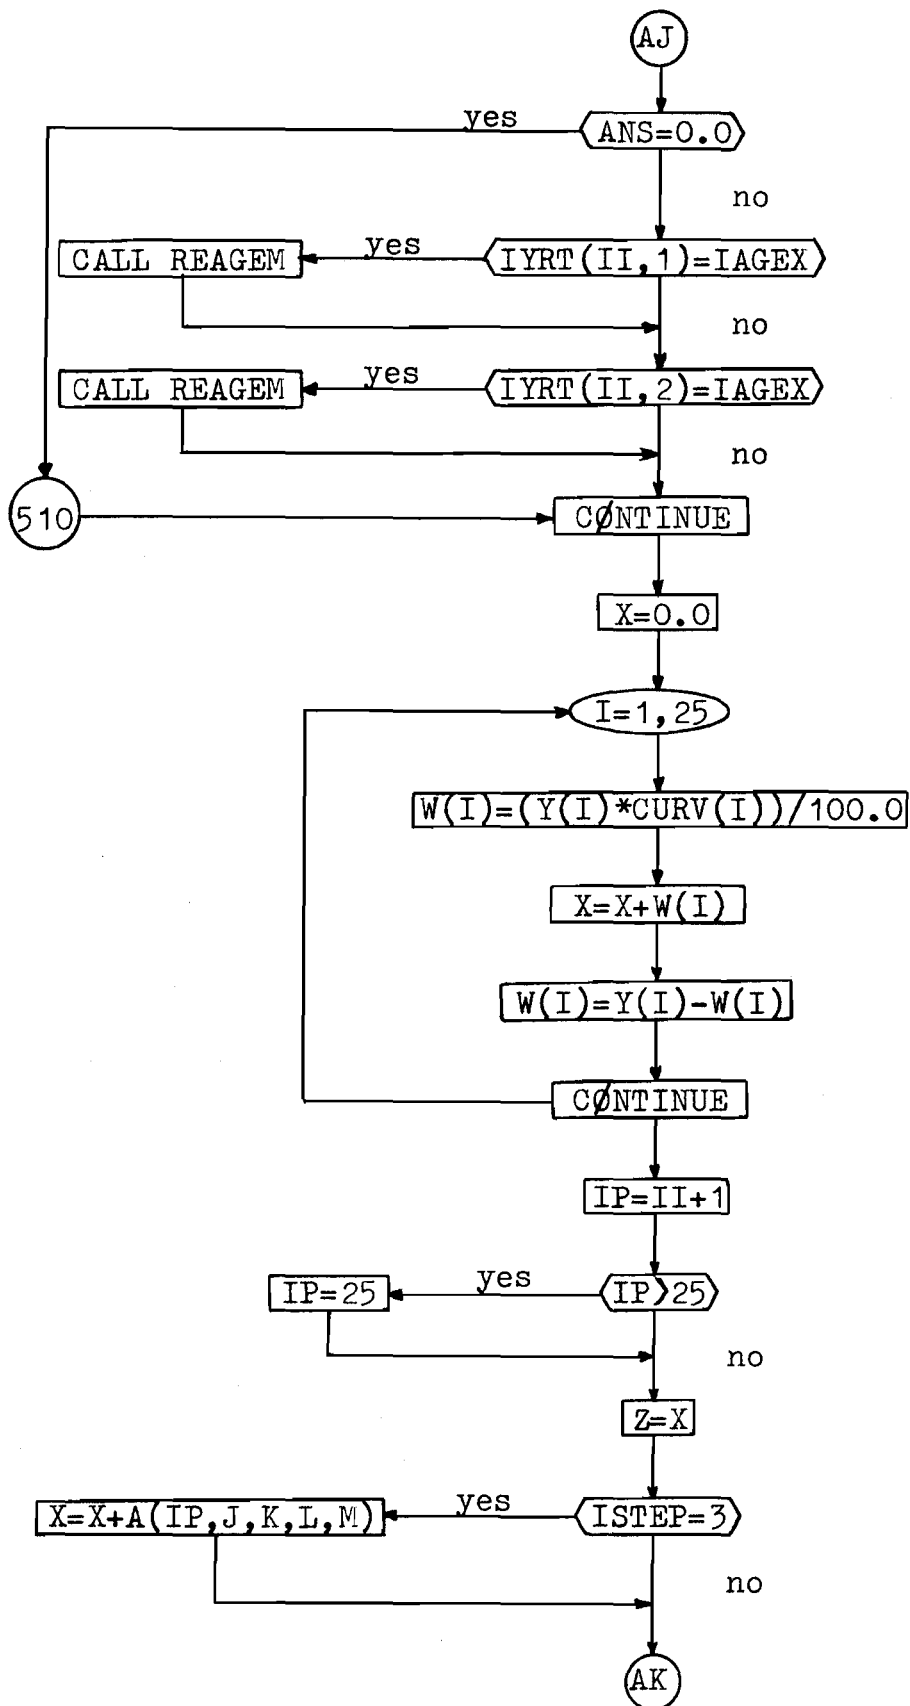 AJ
yes
ANS=0.0
no
CALL REAGEM
yes
IYRT(II,1)=IAGEX
no
CALL REAGEM
yes
IYRT(II,2)=IAGEX
no
510
CØNTINUE
X=0.0
I=1,25
W(I)=(Y(I)*CURV(I))/100.0
X=X+W(I)
W(I)=Y(I)-W(I)
CØNTINUE
IP=II+1
IP=25
yes
IP>25
no
Z=X
X=X+A(IP,J,K,L,M)
yes
ISTEP=3
no
AK